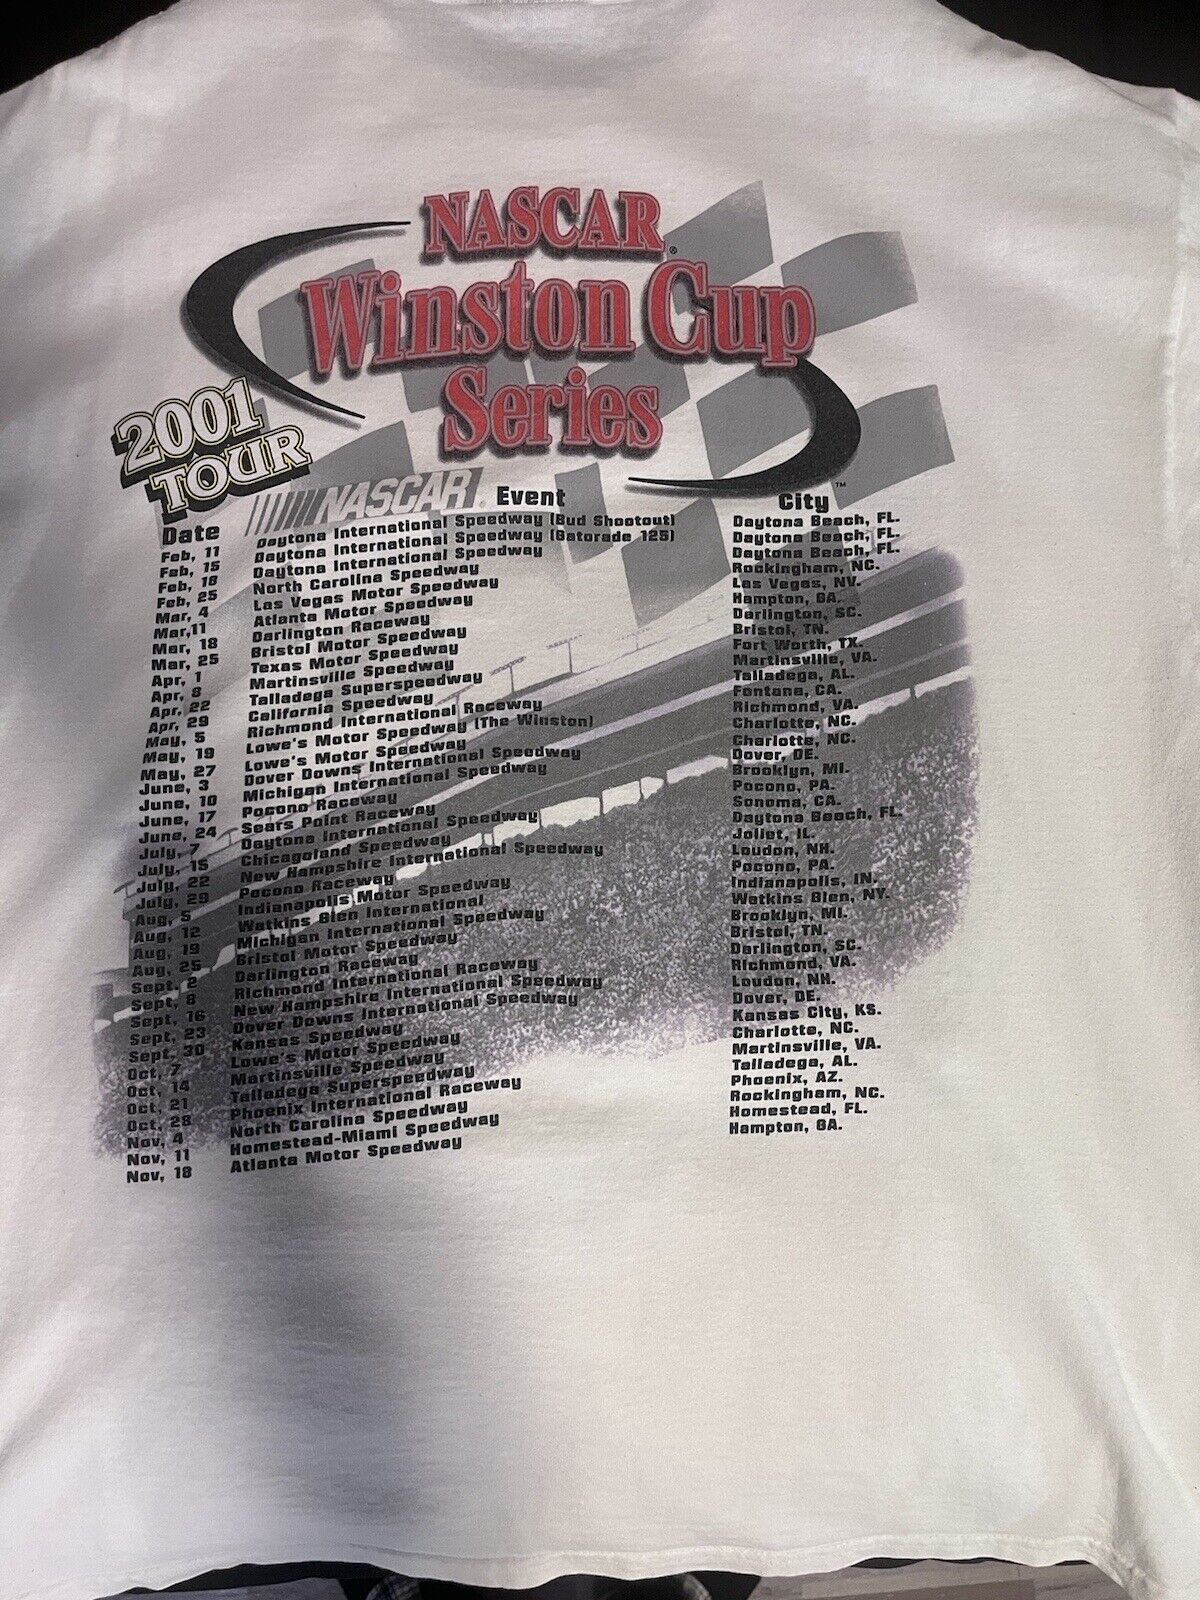 NASCAR®
Winston Cup
Series™
2001
TOUR
NASCAR®
Date Event City
Feb, 11 Daytona International Speedway (Bud Shootout) Daytona Beach, FL.
Feb, 15 Daytona International Speedway (Gatorade 125) Daytona Beach, FL.
Feb, 18 Daytona International Speedway Daytona Beach, FL.
Feb, 25 North Carolina Speedway Rockingham, NC.
Mar, 4 Las Vegas Motor Speedway Las Vegas, NV.
Mar,11 Atlanta Motor Speedway Hampton, GA.
Mar, 18 Darlington Raceway Darlington, SC.
Mar, 25 Bristol Motor Speedway Bristol, TN.
Apr, 1 Texas Motor Speedway Fort Worth, TX.
Apr, 8 Martinsville Speedway Martinsville, VA.
Apr, 22 Talladega Superspeedway Talladega, AL.
Apr, 29 California Speedway Fontana, CA.
May, 5 Richmond International Raceway Richmond, VA.
May, 19 Lowe's Motor Speedway (The Winston) Charlotte, NC.
May, 27 Lowe's Motor Speedway Charlotte, NC.
June, 3 Dover Downs International Speedway Dover, DE.
June, 10 Michigan International Speedway Brooklyn, MI.
June, 17 Pocono Raceway Pocono, PA.
June, 24 Sears Point Raceway Sonoma, CA.
July, 7 Daytona International Speedway Daytona Beach, FL.
July, 15 Chicagoland Speedway Joliet, IL.
July, 22 New Hampshire International Speedway Loudon, NH.
July, 29 Pocono Raceway Pocono, PA.
Aug, 5 Indianapolis Motor Speedway Indianapolis, IN.
Aug, 12 Watkins Glen International Watkins Glen, NY.
Aug, 19 Michigan International Speedway Brooklyn, MI.
Aug, 25 Bristol Motor Speedway Bristol, TN.
Sept, 2 Darlington Raceway Darlington, SC.
Sept, 8 Richmond International Raceway Richmond, VA.
Sept, 16 New Hampshire International Speedway Loudon, NH.
Sept, 23 Dover Downs International Speedway Dover, DE.
Sept, 30 Kansas Speedway Kansas City, KS.
Oct, 7 Lowe's Motor Speedway Charlotte, NC.
Oct, 14 Martinsville Speedway Martinsville, VA.
Oct, 21 Talladega Superspeedway Talladega, AL.
Oct, 28 Phoenix International Raceway Phoenix, AZ.
Nov, 4 North Carolina Speedway Rockingham, NC.
Nov, 11 Homestead-Miami Speedway Homestead, FL.
Nov, 18 Atlanta Motor Speedway Hampton, GA.